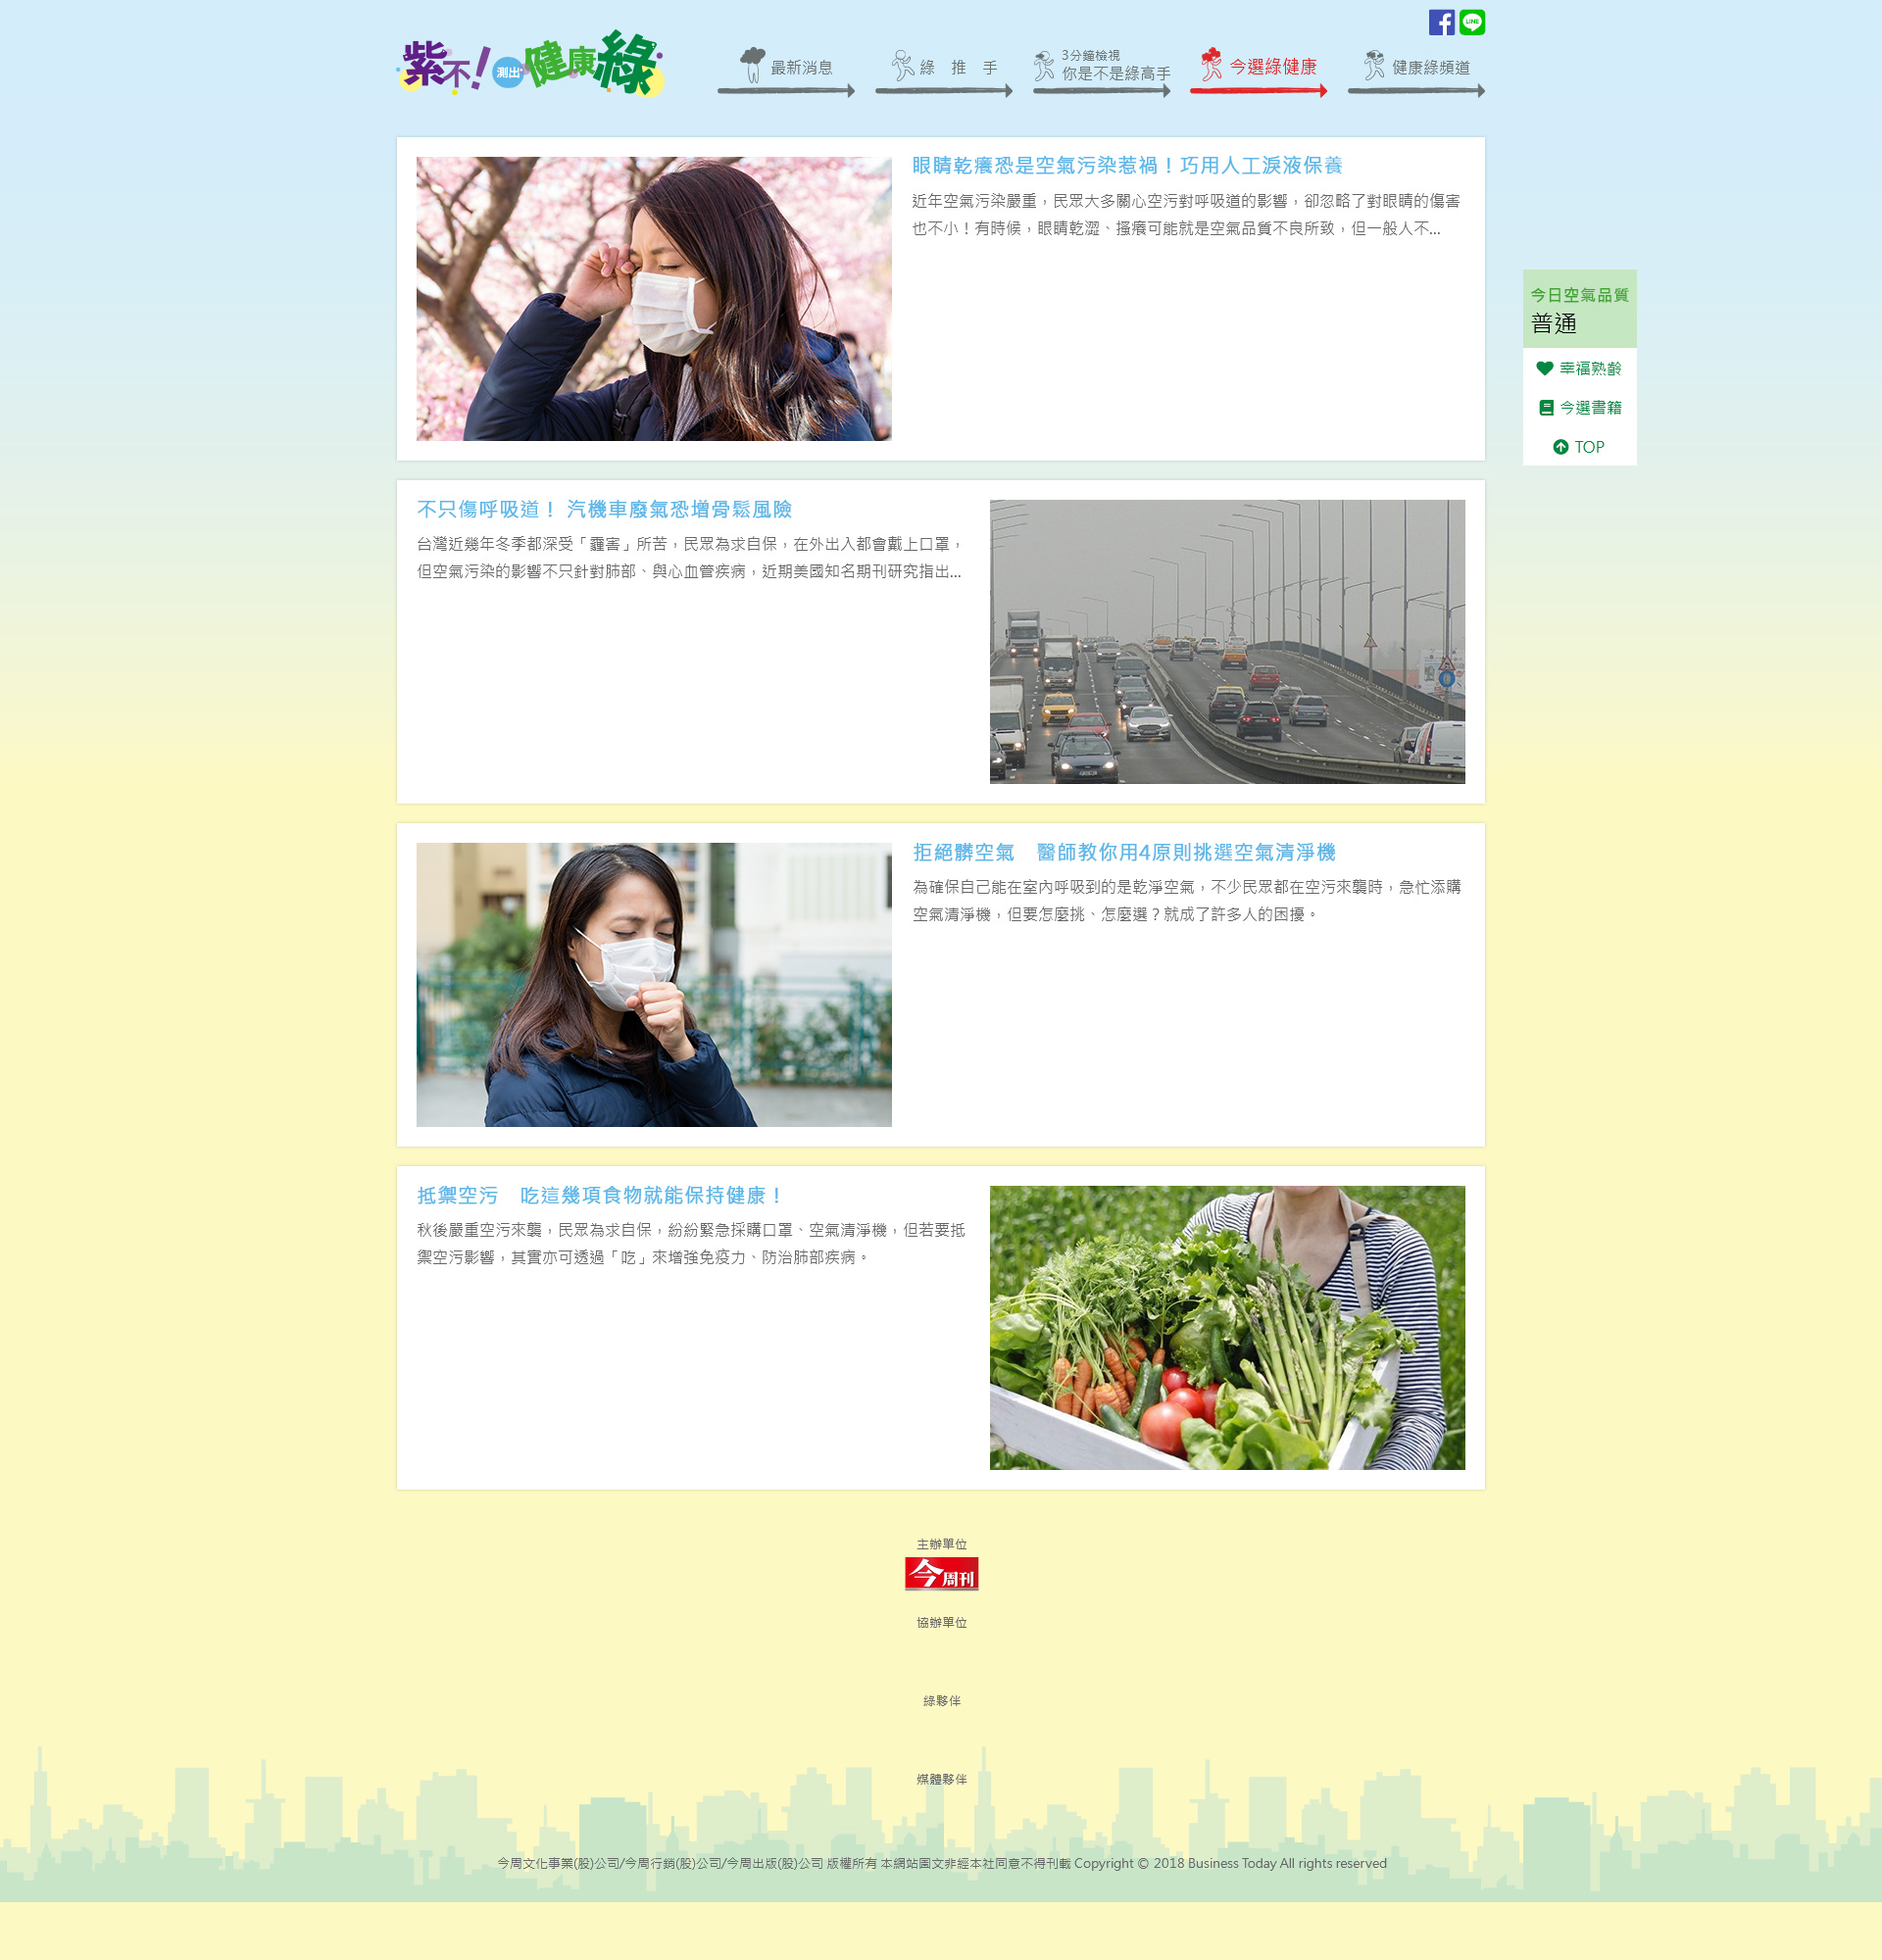 紫不!測出健康綠
最新消息
綠 推 手
3分鐘檢視
你是不是綠高手
今選綠健康
健康綠頻道
眼睛乾癢恐是空氣污染惹禍！巧用人工淚液保養
近年空氣污染嚴重，民眾大多關心空污對呼吸道的影響，卻忽略了對眼睛的傷害
也不小！有時候，眼睛乾澀、搔癢可能就是空氣品質不良所致，但一般人不...
今日空氣品質
普通
幸福熟齡
今選書籍
TOP
不只傷呼吸道！ 汽機車廢氣恐增骨鬆風險
台灣近幾年冬季都深受「霾害」所苦，民眾為求自保，在外出入都會戴上口罩，
但空氣污染的影響不只針對肺部、與心血管疾病，近期美國知名期刊研究指出...
拒絕髒空氣　醫師教你用4原則挑選空氣清淨機
為確保自己能在室內呼吸到的是乾淨空氣，不少民眾都在空污來襲時，急忙添購
空氣清淨機，但要怎麼挑、怎麼選？就成了許多人的困擾。
抵禦空污　吃這幾項食物就能保持健康！
秋後嚴重空污來襲，民眾為求自保，紛紛緊急採購口罩、空氣清淨機，但若要抵
禦空污影響，其實亦可透過「吃」來增強免疫力、防治肺部疾病。
主辦單位
今周刊
協辦單位
綠夥伴
媒體夥伴
今周文化事業(股)公司/今周行銷(股)公司/今周出版(股)公司 版權所有 本網站圖文非經本社同意不得刊載 Copyright © 2018 Business Today All rights reserved